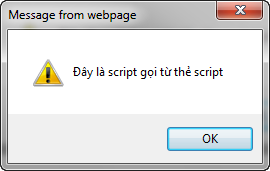 Message from webpage
Đây là script gọi từ thẻ script
OK